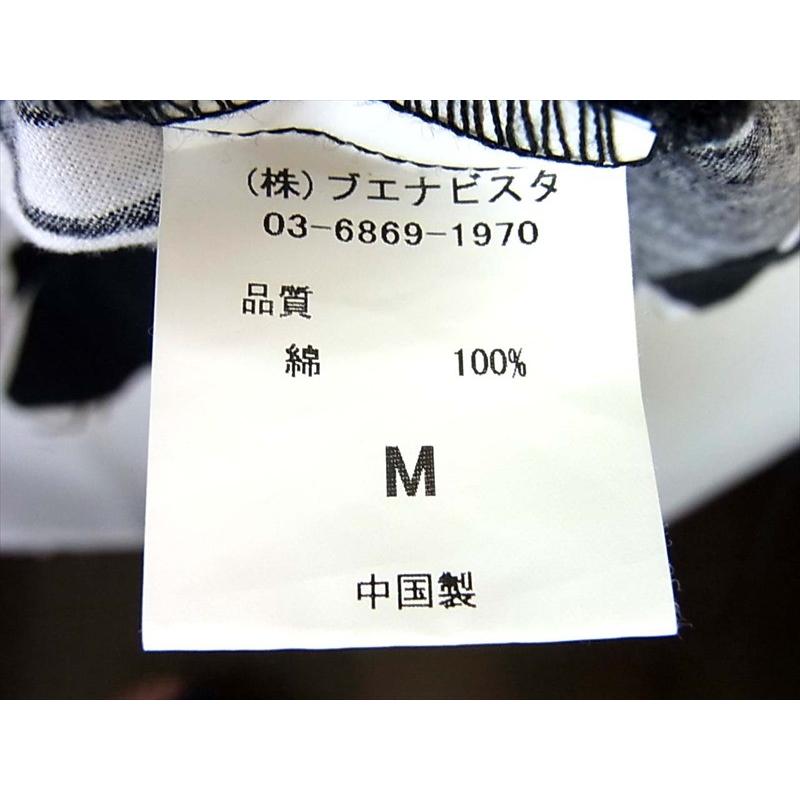 (株)ブエナビスタ
03-6869-1970
品質
綿 100%
M
中国製